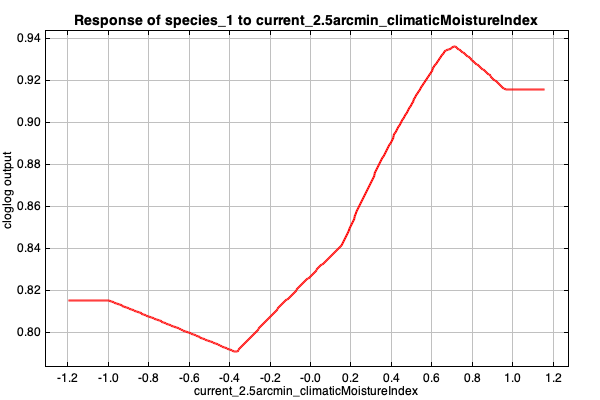 Response of species_1 to current_2.5arcmin_climaticMoistureIndex
cloglog output
0.94
0.92
0.90
0.88
0.86
0.84
0.82
0.80
-1.2 -1.0 -0.8 -0.6 -0.4 -0.2 -0.0 0.2 0.4 0.6 0.8 1.0 1.2
current_2.5arcmin_climaticMoistureIndex